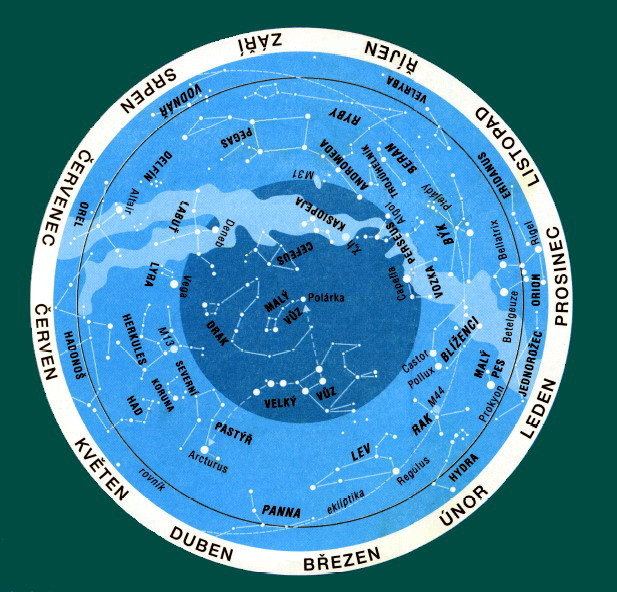 ZÁŘÍ
ŘÍJEN
LISTOPAD
PROSINEC
LEDEN
ÚNOR
BŘEZEN
DUBEN
KVĚTEN
ČERVEN
ČERVENEC
SRPEN
VODNÁŘ
VELRYBA
RYBY
PEGAS
ANDROMEDA
TROJÚHELNÍK
BERAN
ERIDANUS
DELFÍN
M31
plejády
Altair
OREL
LABUŤ
Deneb
KASIOPEJA
Algol
PERSEUS
BÝK
Bellatrix
Rigel
CEFEUS
χ,h
LYRA
Vega
Capella
VOZKA
ORION
Betelgeuze
MALÝ
VŮZ
Polárka
DRAK
HERKULES
M13
SEVERNÍ
KORUNA
HAD
HADONOŠ
BLÍŽENCI
Castor
Pollux
MALÝ
PES
Prokyon
JEDNOROŽEC
VELKÝ
VŮZ
M44
RAK
PASTÝŘ
Arcturus
LEV
Regulus
HYDRA
rovník
ekliptika
PANNA